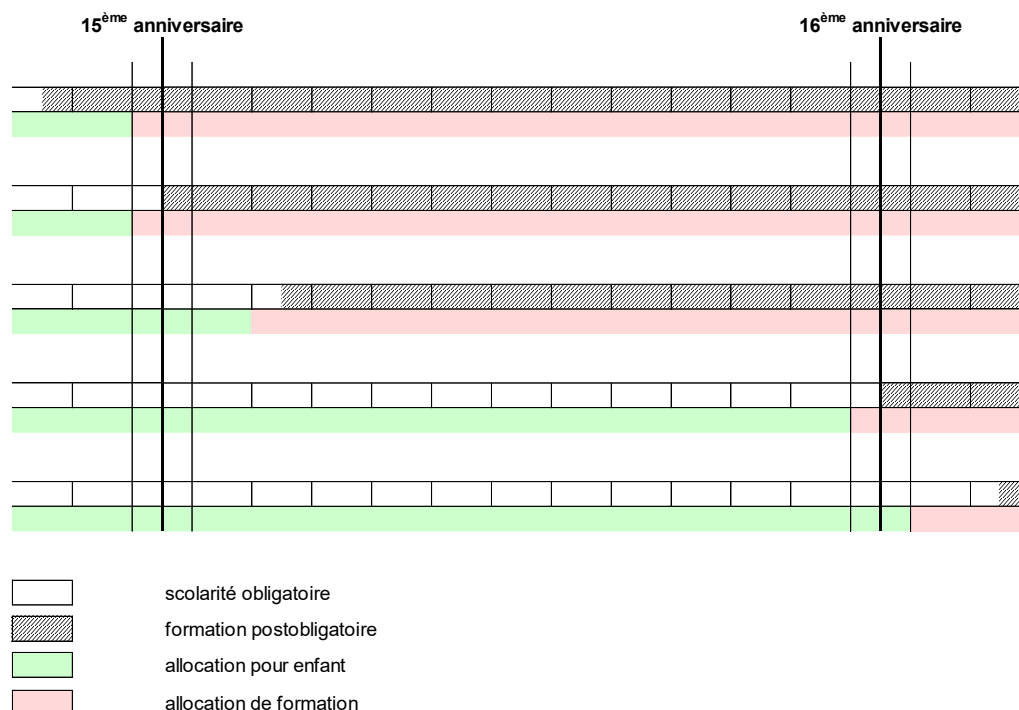 15ème anniversaire
16ème anniversaire
scolarité obligatoire
formation postobligatoire
allocation pour enfant
allocation de formation